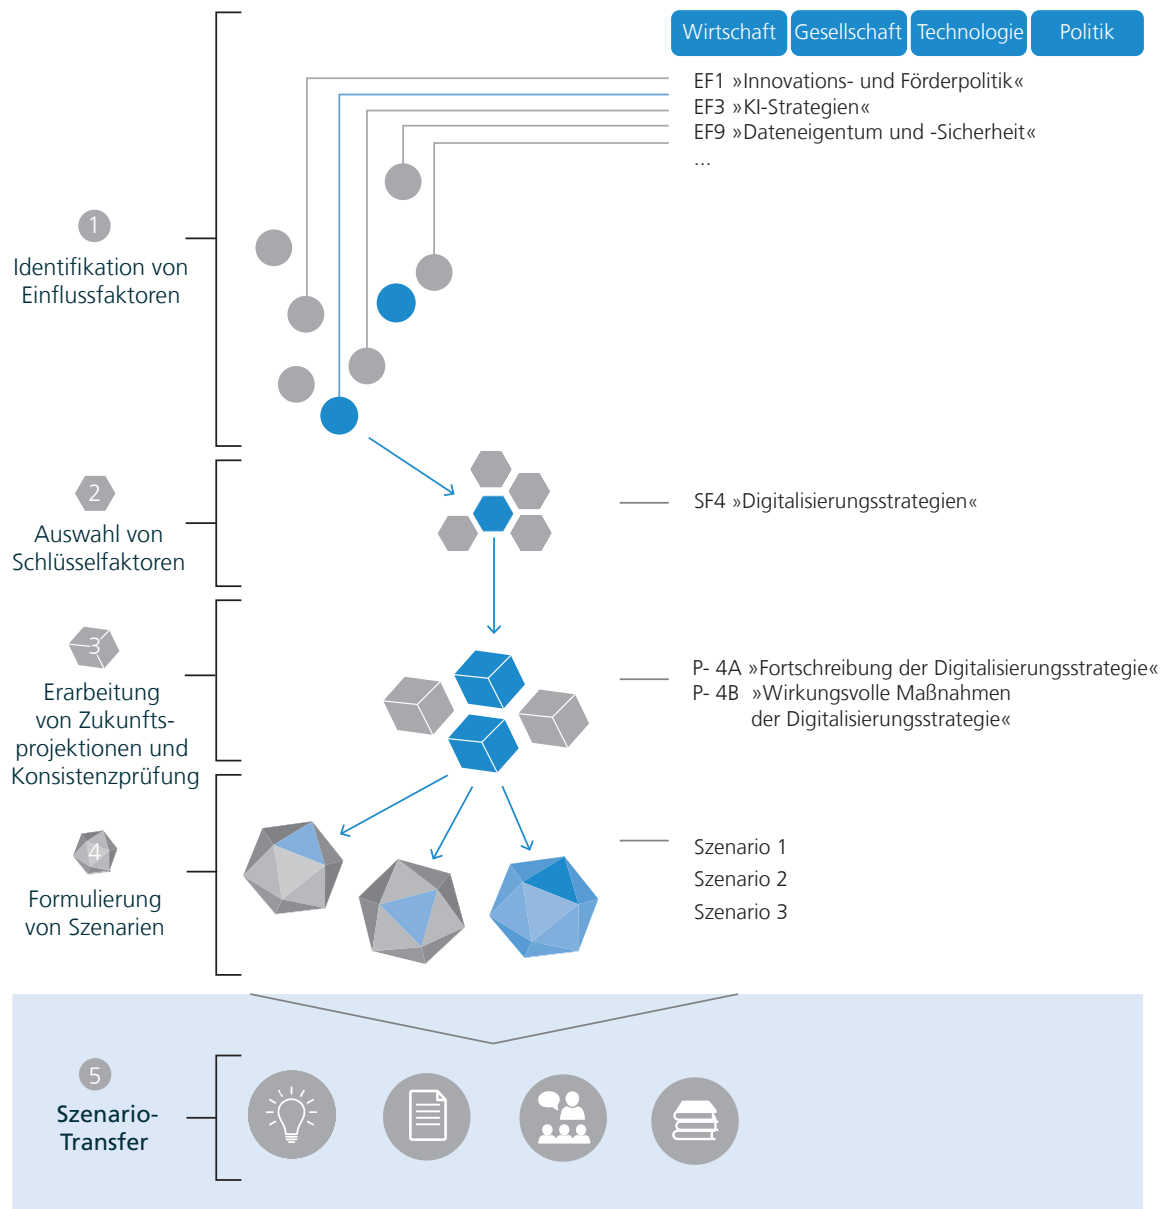 Wirtschaft
Gesellschaft
Technologie
Politik
EF1 »Innovations- und Förderpolitik«
EF3 »KI-Strategien«
EF9 »Dateneigentum und -Sicherheit«
...
1
Identifikation von
Einflussfaktoren
2
Auswahl von
Schlüsselfaktoren
SF4 »Digitalisierungsstrategien«
3
Erarbeitung
von Zukunfts-
projektionen und
Konsistenzprüfung
P- 4A »Fortschreibung der Digitalisierungsstrategie«
P- 4B »Wirkungsvolle Maßnahmen
der Digitalisierungsstrategie«
4
Formulierung
von Szenarien
Szenario 1
Szenario 2
Szenario 3
5
Szenario-
Transfer